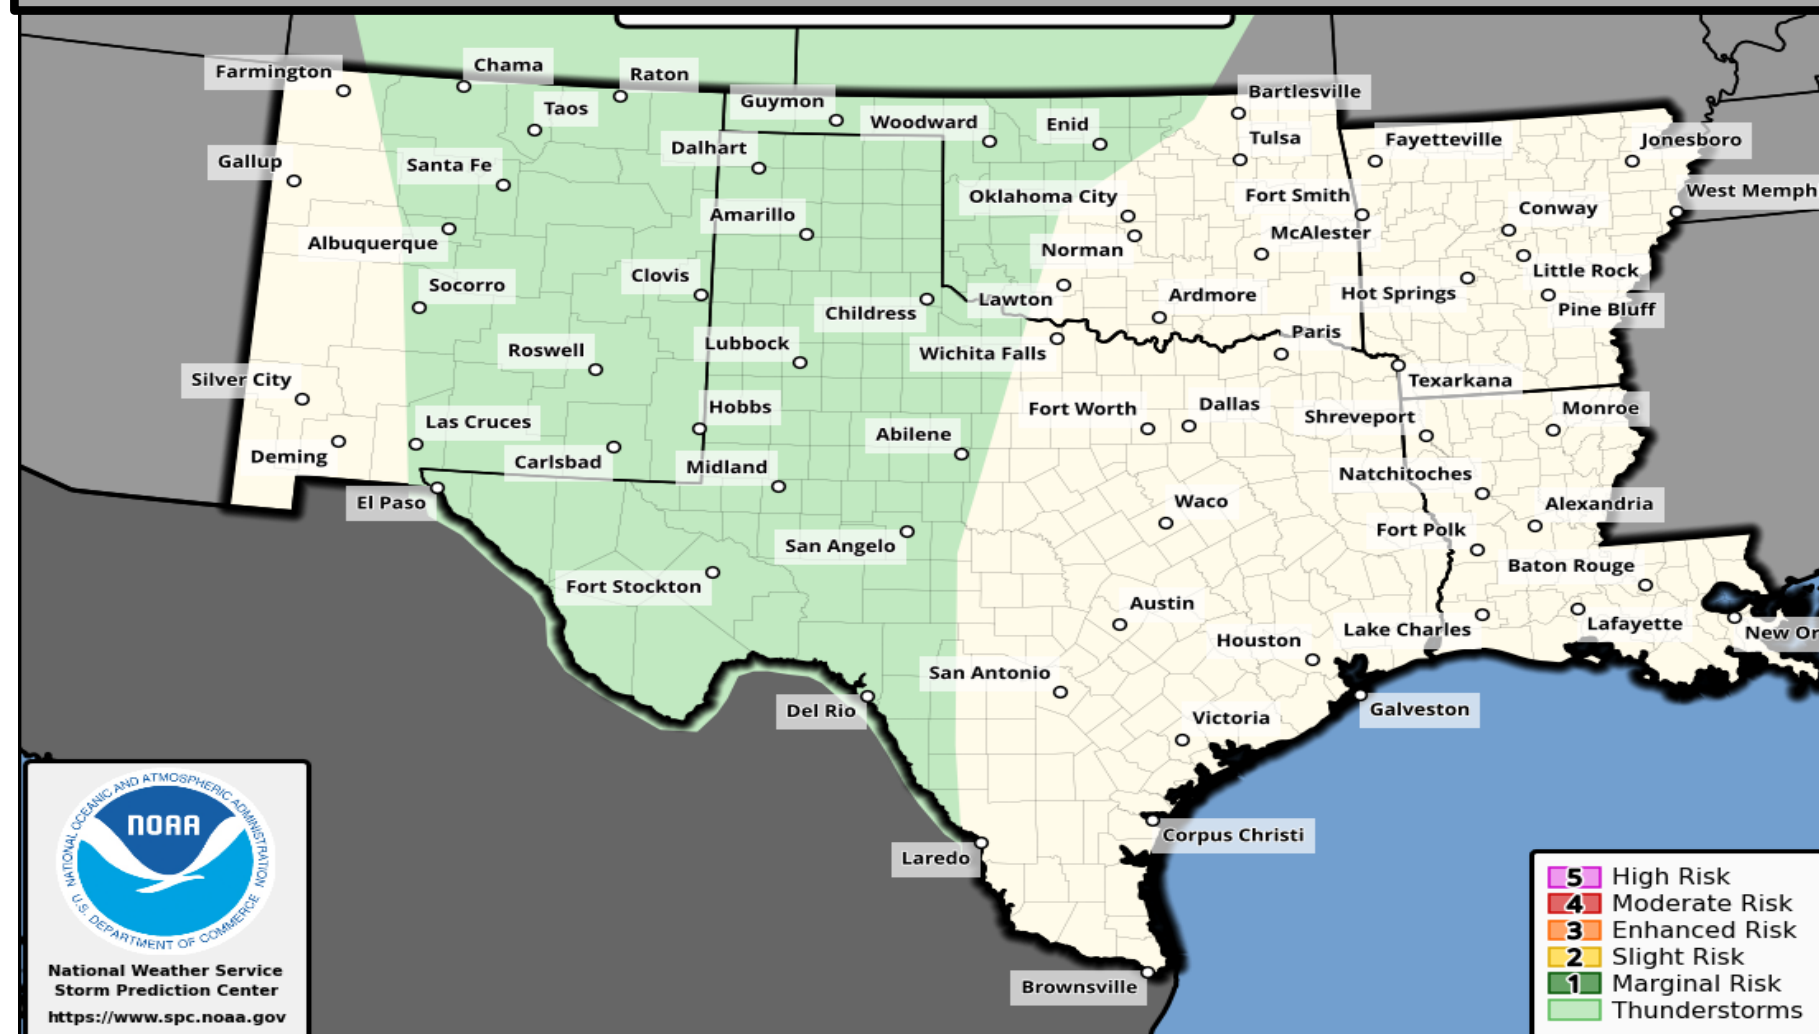 Farmington
Chama
Raton
Taos
Guymon
Woodward
Enid
Bartlesville
Tulsa
Fayetteville
Jonesboro
Gallup
Santa Fe
Dalhart
West Memph
Oklahoma City
Fort Smith
Conway
Amarillo
Albuquerque
Norman
McAlester
Socorro
Clovis
Little Rock
Childress
Lawton
Ardmore
Hot Springs
Pine Bluff
Roswell
Lubbock
Wichita Falls
Paris
Silver City
Texarkana
Las Cruces
Hobbs
Fort Worth
Dallas
Shreveport
Monroe
Abilene
Deming
Carlsbad
Midland
Natchitoches
El Paso
Waco
Alexandria
San Angelo
Fort Polk
Fort Stockton
Baton Rouge
Austin
Houston
Lake Charles
Lafayette
New Or
San Antonio
Del Rio
Victoria
Galveston
Corpus Christi
Laredo
Brownsville
NATIONAL OCEANIC AND ATMOSPHERIC ADMINISTRATION
NOAA
U.S. DEPARTMENT OF COMMERCE
National Weather Service
Storm Prediction Center
https://www.spc.noaa.gov
5 High Risk
4 Moderate Risk
3 Enhanced Risk
2 Slight Risk
1 Marginal Risk
Thunderstorms